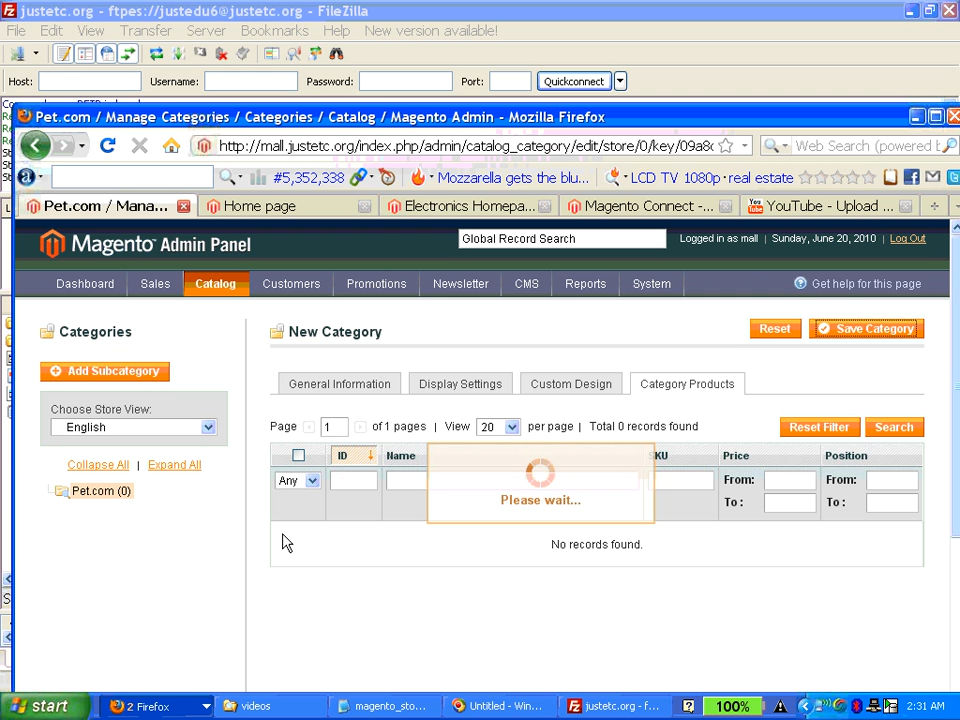 justetc.org - ftpes://justedu6@justetc.org - FileZilla
File Edit View Transfer Server Bookmarks Help New version available!
Host: Username: Password: Port: Quickconnect
Pet.com / Manage Categories / Categories / Catalog / Magento Admin - Mozilla Firefox
http://mall.justetc.org/index.php/admin/catalog_category/edit/store/0/key/09a8 Web Search (powered b
#5,352,338 Mozzarella gets the blu... LCD TV 1080p real estate
Pet.com / Mana... Home page Electronics Homepa... Magento Connect -... YouTube - Upload ...
Magento Admin Panel Global Record Search Logged in as mall | Sunday, June 20, 2010 | Log Out
Dashboard Sales Catalog Customers Promotions Newsletter CMS Reports System Get help for this page
Categories New Category Reset Save Category
Add Subcategory
General Information Display Settings Custom Design Category Products
Choose Store View:
English
Page 1 of 1 pages | View 20 per page | Total 0 records found Reset Filter Search
Collapse All | Expand All
ID Name SKU Price Position
Any From: From:
Pet.com (0)
Please wait...
To : To :
No records found.
start 2 Firefox videos magento_sto... Untitled - Win... justetc.org - f... 100% 2:31 AM